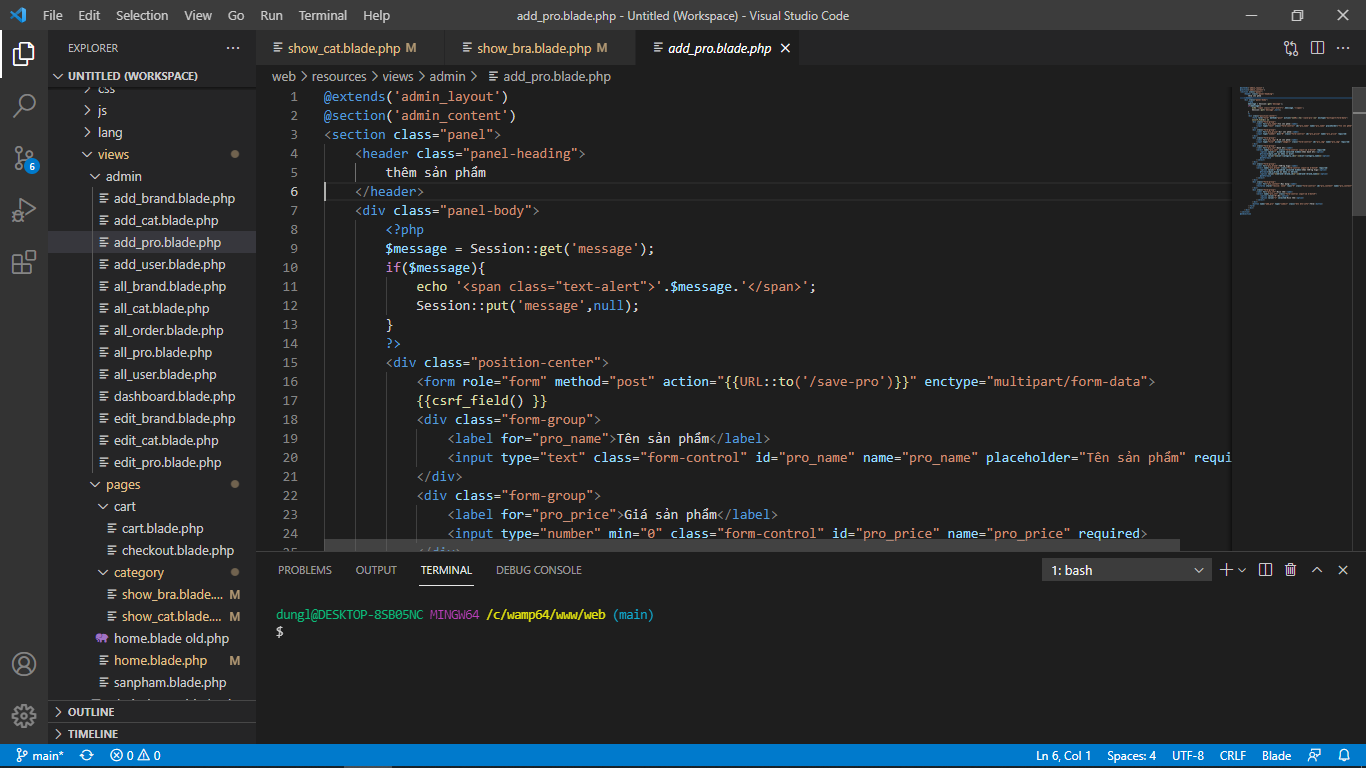 File Edit Selection View Go Run Terminal Help
add_pro.blade.php - Untitled (Workspace) - Visual Studio Code
EXPLORER
UNTITLED (WORKSPACE)
css
js
lang
views
admin
add_brand.blade.php
add_cat.blade.php
add_pro.blade.php
add_user.blade.php
all_brand.blade.php
all_cat.blade.php
all_order.blade.php
all_pro.blade.php
all_user.blade.php
dashboard.blade.php
edit_brand.blade.php
edit_cat.blade.php
edit_pro.blade.php
pages
cart
cart.blade.php
checkout.blade.php
category
show_bra.blade.... M
show_cat.blade.... M
home.blade old.php
home.blade.php M
sanpham.blade.php
OUTLINE
TIMELINE
6
show_cat.blade.php M
show_bra.blade.php M
add_pro.blade.php
web > resources > views > admin > add_pro.blade.php
1 @extends('admin_layout')
2 @section('admin_content')
3 <section class="panel">
4 <header class="panel-heading">
5 thêm sản phẩm
6 </header>
7 <div class="panel-body">
8 <?php
9 $message = Session::get('message');
10 if($message){
11 echo '<span class="text-alert">'.$message.'</span>';
12 Session::put('message',null);
13 }
14 ?>
15 <div class="position-center">
16 <form role="form" method="post" action="{{URL::to('/save-pro')}}" enctype="multipart/form-data">
17 {{csrf_field() }}
18 <div class="form-group">
19 <label for="pro_name">Tên sản phẩm</label>
20 <input type="text" class="form-control" id="pro_name" name="pro_name" placeholder="Tên sản phẩm" requi
21 </div>
22 <div class="form-group">
23 <label for="pro_price">Giá sản phẩm</label>
24 <input type="number" min="0" class="form-control" id="pro_price" name="pro_price" required>
25 </div>
PROBLEMS OUTPUT TERMINAL DEBUG CONSOLE
1: bash
dungl@DESKTOP-8SB05NC MINGW64 /c/wamp64/www/web (main)
$
main* 0 0
Ln 6, Col 1 Spaces: 4 UTF-8 CRLF Blade